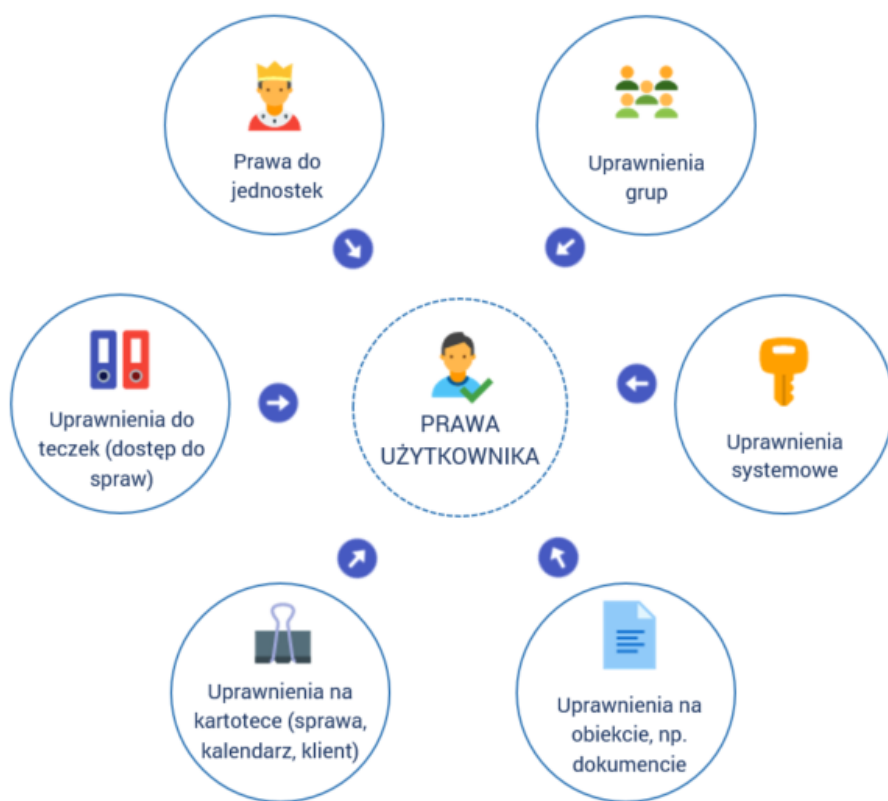 Prawa do
jednostek
Uprawnienia
grup
Uprawnienia do
teczek (dostęp do
spraw)
PRAWA
UŻYTKOWNIKA
Uprawnienia
systemowe
Uprawnienia na
kartotece (sprawa,
kalendarz, klient)
Uprawnienia na
obiekcie, np.
dokumencie